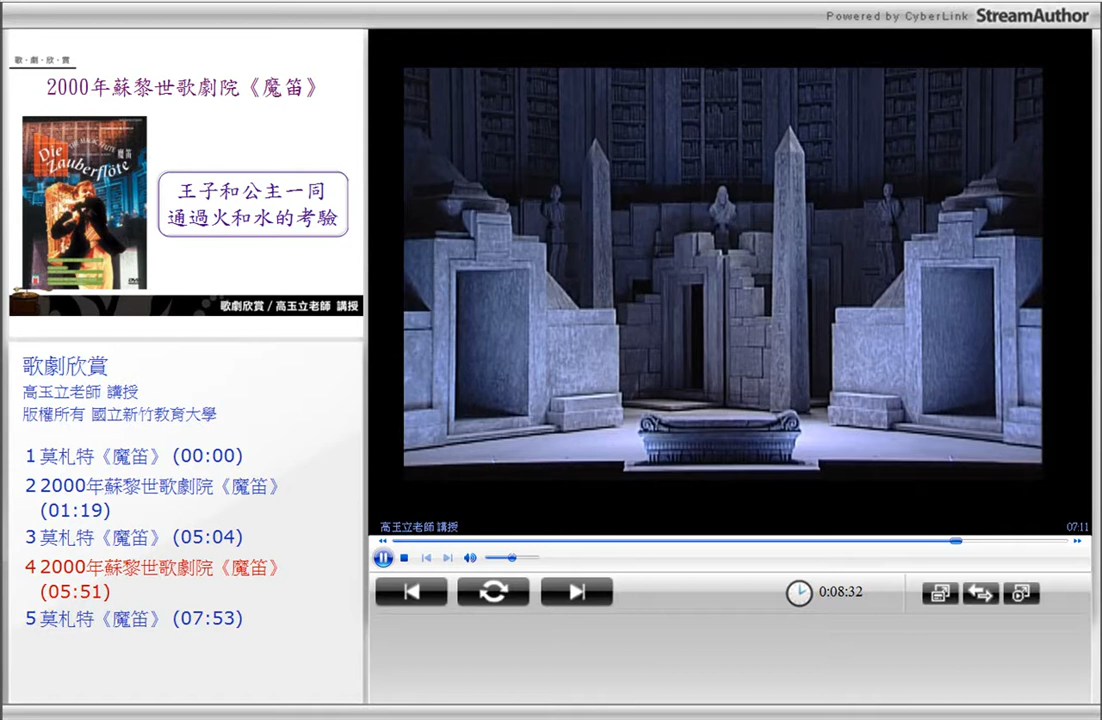 Powered by CyberLink StreamAuthor
歌·劇·欣·賞
2000年蘇黎世歌劇院《魔笛》
Die
Zauberflöte
魔笛
王子和公主一同
通過火和水的考驗
歌劇欣賞 / 高玉立老師 講授
歌劇欣賞
高玉立老師 講授
版權所有 國立新竹教育大學
1 莫札特《魔笛》 (00:00)
2 2000年蘇黎世歌劇院《魔笛》
(01:19)
3 莫札特《魔笛》 (05:04)
4 2000年蘇黎世歌劇院《魔笛》
(05:51)
5 莫札特《魔笛》 (07:53)
高玉立老師 講授
07:11
0:08:32